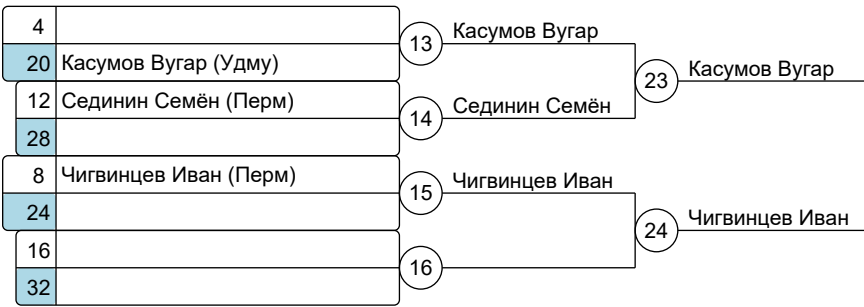 4
13 Касумов Вугар
20 Касумов Вугар (Удму)
23 Касумов Вугар
12 Сединин Семён (Перм)
14 Сединин Семён
28
8 Чигвинцев Иван (Перм)
15 Чигвинцев Иван
24
24 Чигвинцев Иван
16
16
32